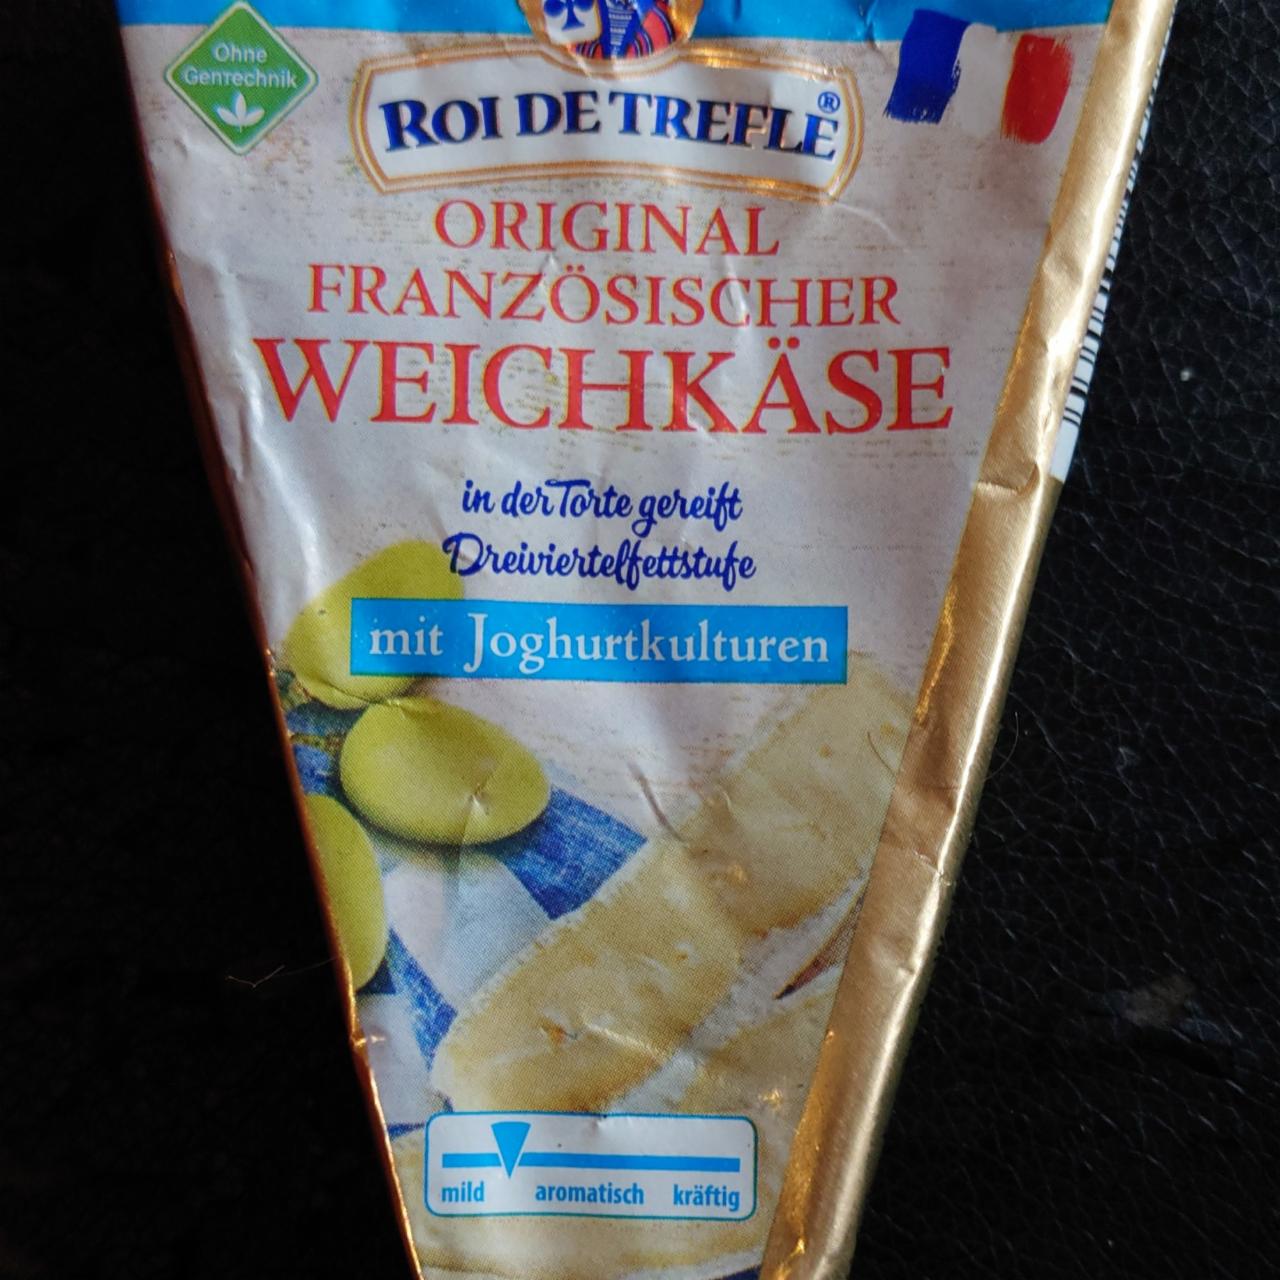 Ohne
Gentechnik
ROI DE TREFLE®
ORIGINAL
FRANZÖSISCHER
WEICHKÄSE
in der Torte gereift
Dreiviertelfettstufe
mit Joghurtkulturen
mild aromatisch kräftig